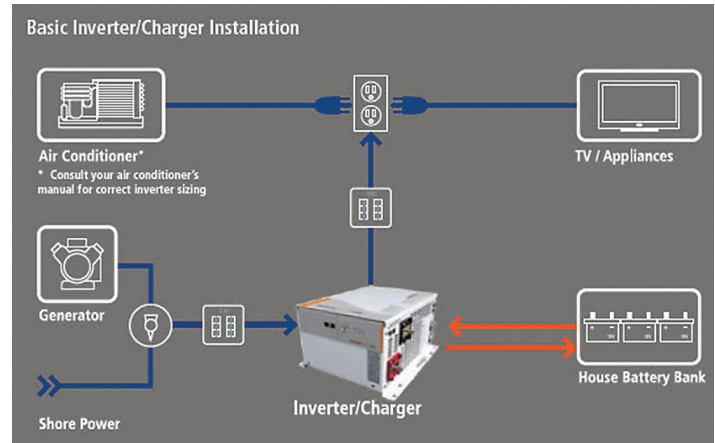 Basic Inverter/Charger Installation
Air Conditioner*
* Consult your air conditioner's
manual for correct inverter sizing
TV / Appliances
Generator
Shore Power
Inverter/Charger
House Battery Bank